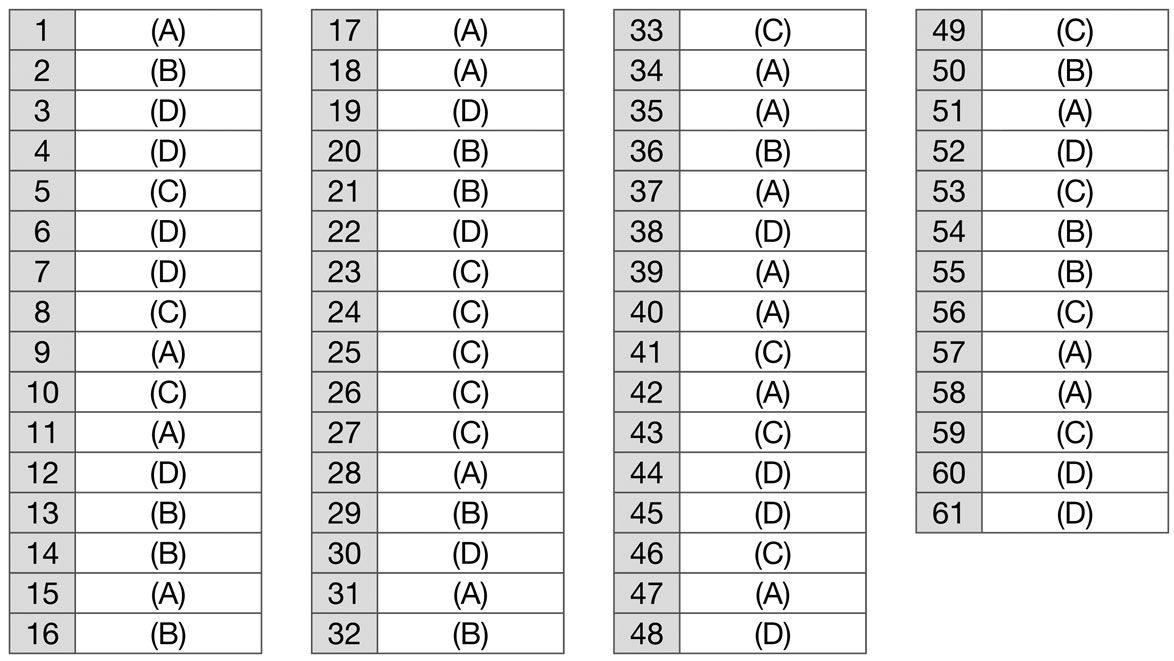 1 (A)
2 (B)
3 (D)
4 (D)
5 (C)
6 (D)
7 (D)
8 (C)
9 (A)
10 (C)
11 (A)
12 (D)
13 (B)
14 (B)
15 (A)
16 (B)
17 (A)
18 (A)
19 (D)
20 (B)
21 (B)
22 (D)
23 (C)
24 (C)
25 (C)
26 (C)
27 (C)
28 (A)
29 (B)
30 (D)
31 (A)
32 (B)
33 (C)
34 (A)
35 (A)
36 (B)
37 (A)
38 (D)
39 (A)
40 (A)
41 (C)
42 (A)
43 (C)
44 (D)
45 (D)
46 (C)
47 (A)
48 (D)
49 (C)
50 (B)
51 (A)
52 (D)
53 (C)
54 (B)
55 (B)
56 (C)
57 (A)
58 (A)
59 (C)
60 (D)
61 (D)